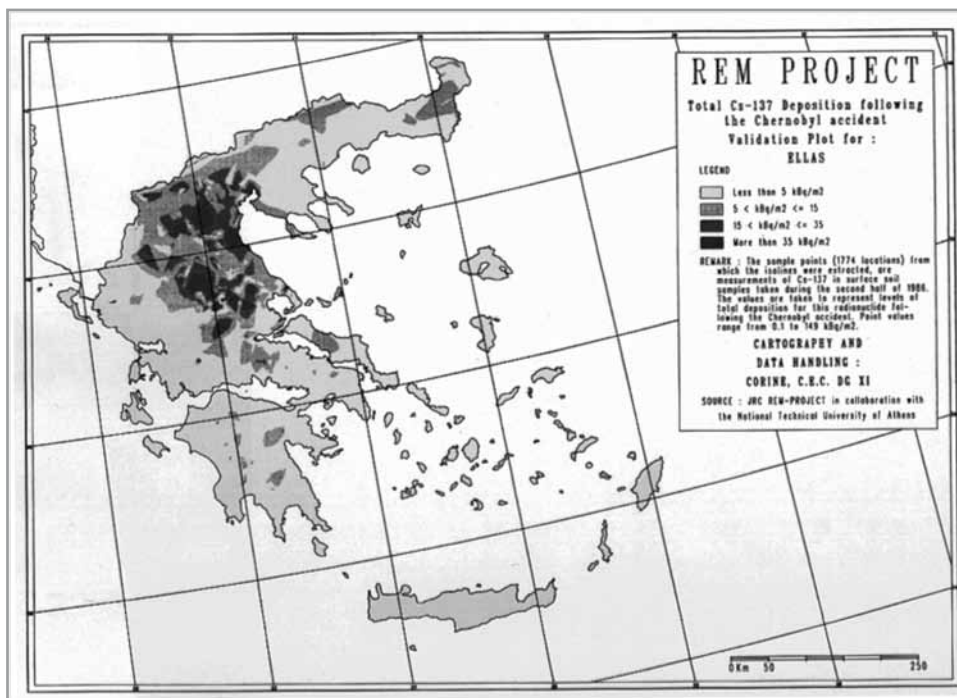 REM PROJECT
Total Cs-137 Deposition following
the Chernobyl accident
Validation Plot for :
ELLAS
LEGEND
Less than 5 kBq/m2
5 < kBq/m2 <= 15
15 < kBq/m2 <= 35
More than 35 kBq/m2
REMARK : The sample points (1774 locations) from
which the isolines were extracted, are
measurements of Cs-137 in surface soil
samples taken during the second half of 1986.
The values are taken to represent levels of
total deposition for this radionuclide fol-
lowing the Chernobyl accident. Point values
range from 0.1 to 149 kBq/m2.
CARTOGRAPHY AND
DATA HANDLING :
CORINE, C.E.C. DG XI
SOURCE : JRC REM-PROJECT in collaboration with
the National Technical University of Athens
0 Km 50 250